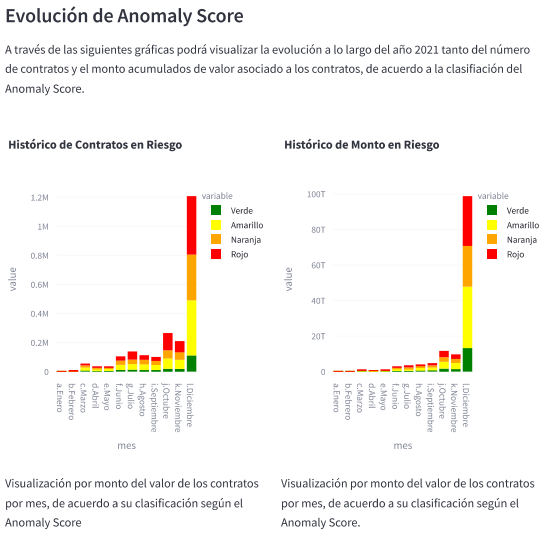 Evolución de Anomaly Score
A través de las siguientes gráficas podrá visualizar la evolución a lo largo del año 2021 tanto del número
de contratos y el monto acumulados de valor asociado a los contratos, de acuerdo a la clasifiación del
Anomaly Score.
Histórico de Contratos en Riesgo
variable
Verde
Amarillo
Naranja
Rojo
1.2M
1M
0.8M
0.6M
0.4M
0.2M
0
value
a.Enero
b.Febrero
c.Marzo
d.Abril
e.Mayo
f.Junio
g.Julio
h.Agosto
i.Septiembre
j.Octubre
k.Noviembre
l.Diciembre
mes
Visualización por monto del valor de los contratos
por mes, de acuerdo a su clasificación según el
Anomaly Score
Histórico de Monto en Riesgo
variable
Verde
Amarillo
Naranja
Rojo
100T
80T
60T
40T
20T
0
value
a.Enero
b.Febrero
c.Marzo
d.Abril
e.Mayo
f.Junio
g.Julio
h.Agosto
i.Septiembre
j.Octubre
k.Noviembre
l.Diciembre
mes
Visualización por monto del valor de los contratos
por mes, de acuerdo a su clasificación según el
Anomaly Score.